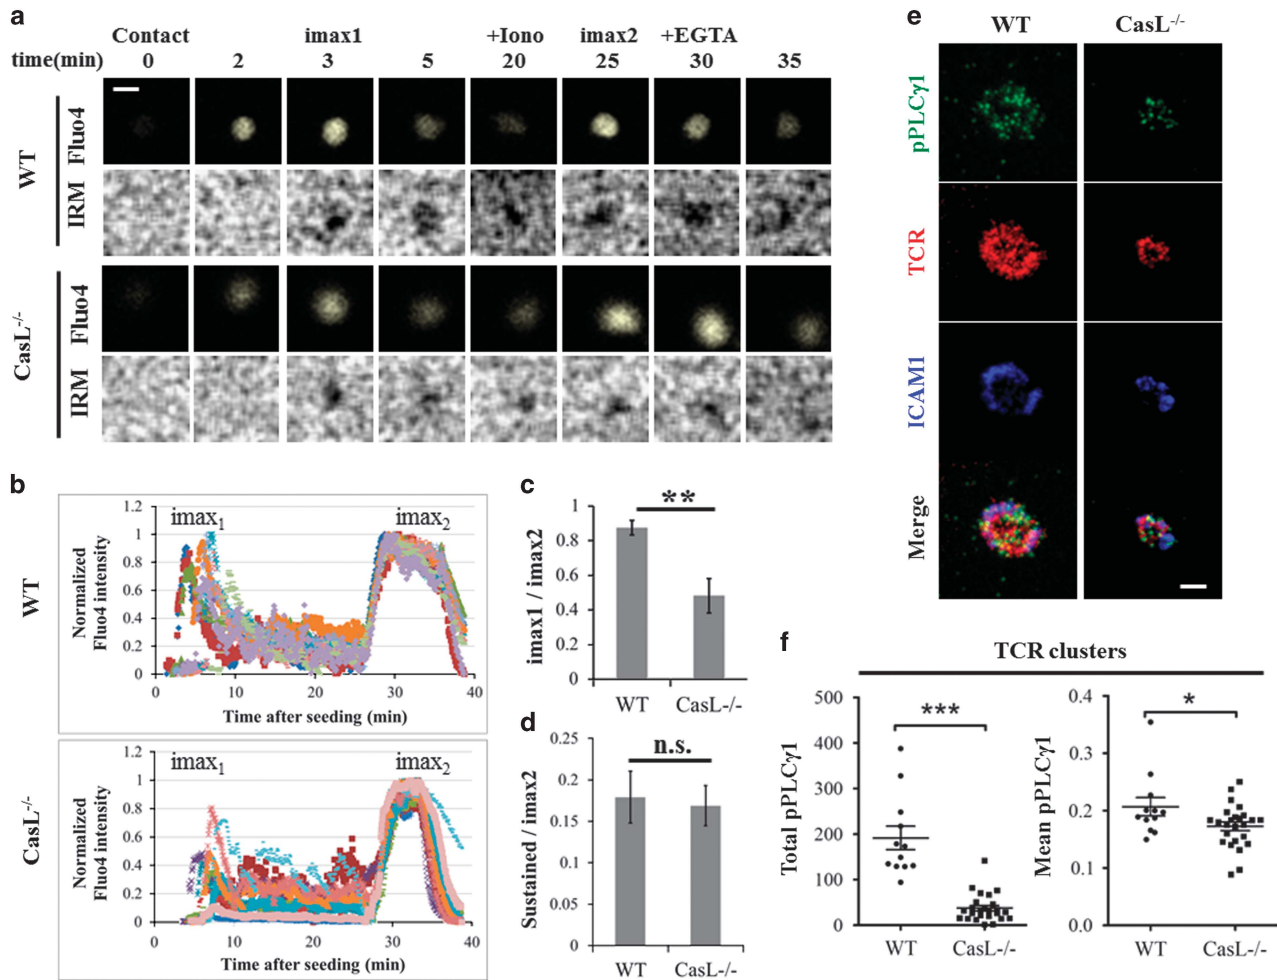 a
Contact imax1 +Iono imax2 +EGTA
time(min) 0 2 3 5 20 25 30 35
WT
Fluo4
IRM
CasL-/-
Fluo4
IRM
b
WT
Normalized
Fluo4 intensity
1.2
1
0.8
0.6
0.4
0.2
0
imax1
imax2
0 10 20 30 40
Time after seeding (min)
CasL-/-
Normalized
Fluo4 intensity
1.2
1
0.8
0.6
0.4
0.2
0
imax1
imax2
0 10 20 30 40
Time after seeding (min)
c
imax1 / imax2
1
0.8
0.6
0.4
0.2
0
**
WT CasL-/-
d
Sustained / imax2
0.25
0.2
0.15
0.1
0.05
0
n.s.
WT CasL-/-
e
WT CasL-/-
pPLCγ1
TCR
ICAM1
Merge
f
TCR clusters
Total pPLCγ1
500
400
300
200
100
0
***
WT CasL-/-
Mean pPLCγ1
0.4
0.3
0.2
0.1
0.0
*
WT CasL-/-